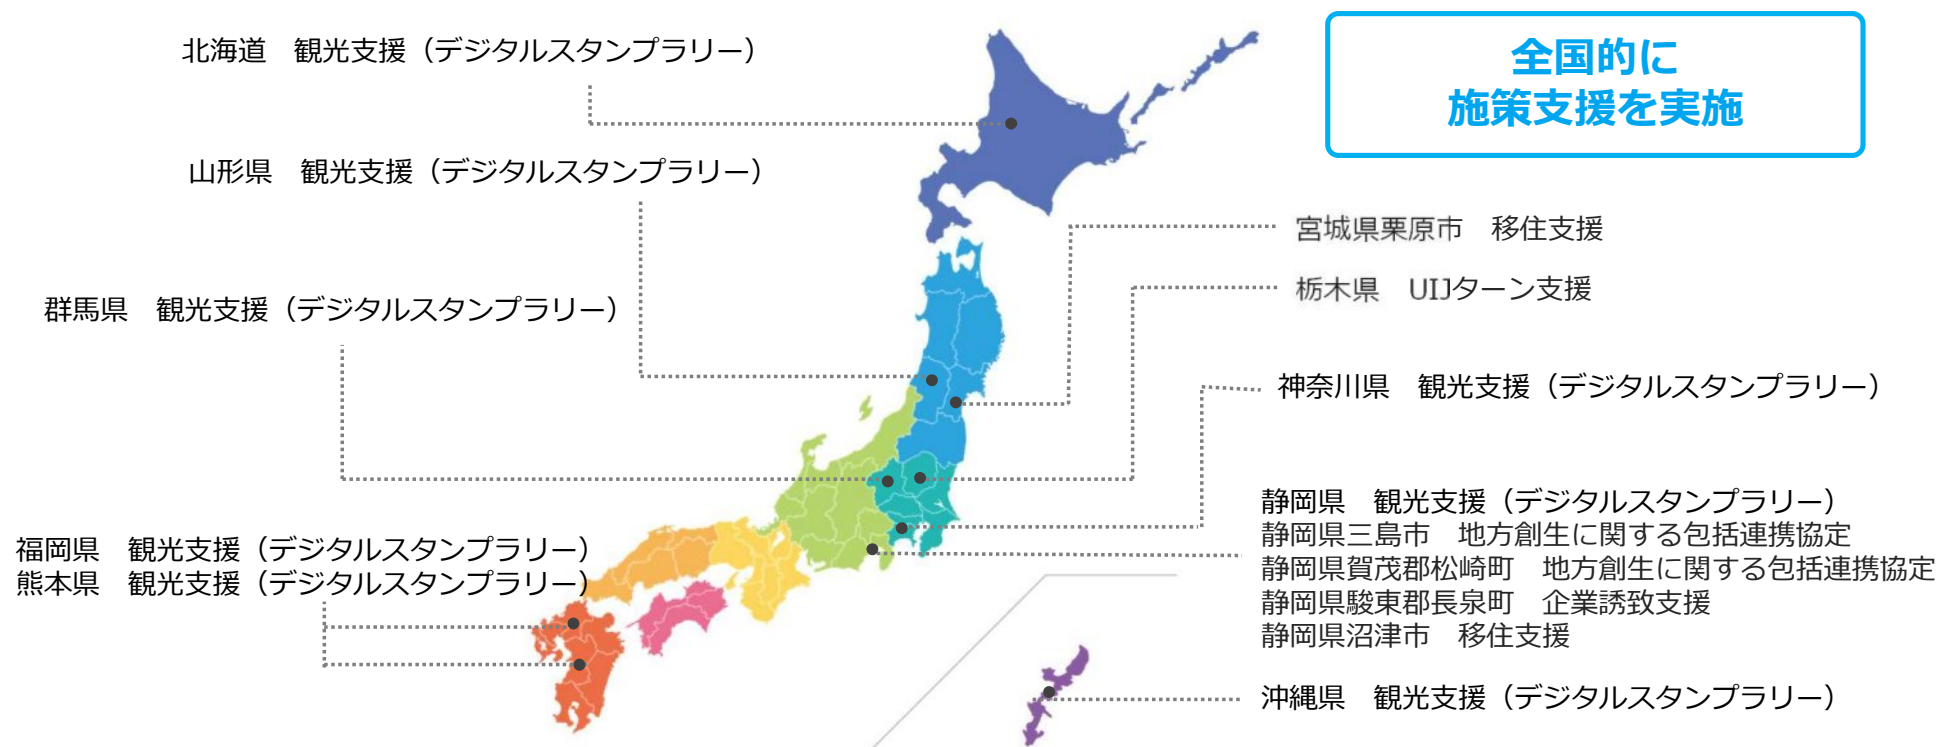 全国的に
施策支援を実施
北海道　観光支援（デジタルスタンプラリー）
山形県　観光支援（デジタルスタンプラリー）
群馬県　観光支援（デジタルスタンプラリー）
福岡県　観光支援（デジタルスタンプラリー）
熊本県　観光支援（デジタルスタンプラリー）
宮城県栗原市　移住支援
栃木県　UIJターン支援
神奈川県　観光支援（デジタルスタンプラリー）
静岡県　観光支援（デジタルスタンプラリー）
静岡県三島市　地方創生に関する包括連携協定
静岡県賀茂郡松崎町　地方創生に関する包括連携協定
静岡県駿東郡長泉町　企業誘致支援
静岡県沼津市　移住支援
沖縄県　観光支援（デジタルスタンプラリー）